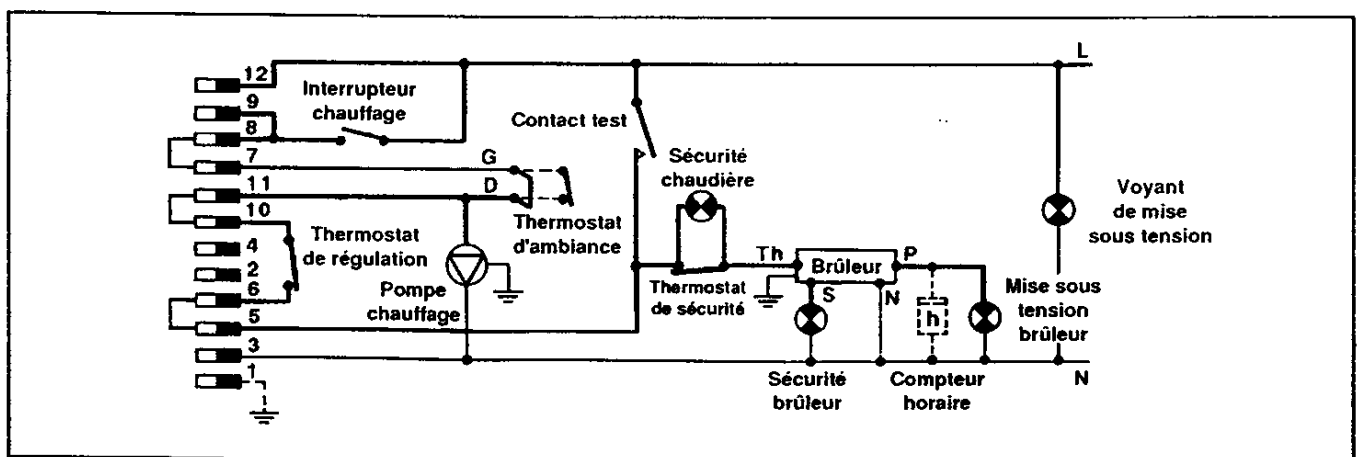 L
12
9
8
7
11
10
4
2
6
5
3
1
Interrupteur
chauffage
Contact test
G
D
Sécurité
chaudière
Thermostat
d'ambiance
Thermostat
de régulation
Pompe
chauffage
Voyant
de mise
sous tension
Th
Brûleur
P
Thermostat
de sécurité
S
N
h
Mise sous
tension
brûleur
N
Sécurité
brûleur
Compteur
horaire